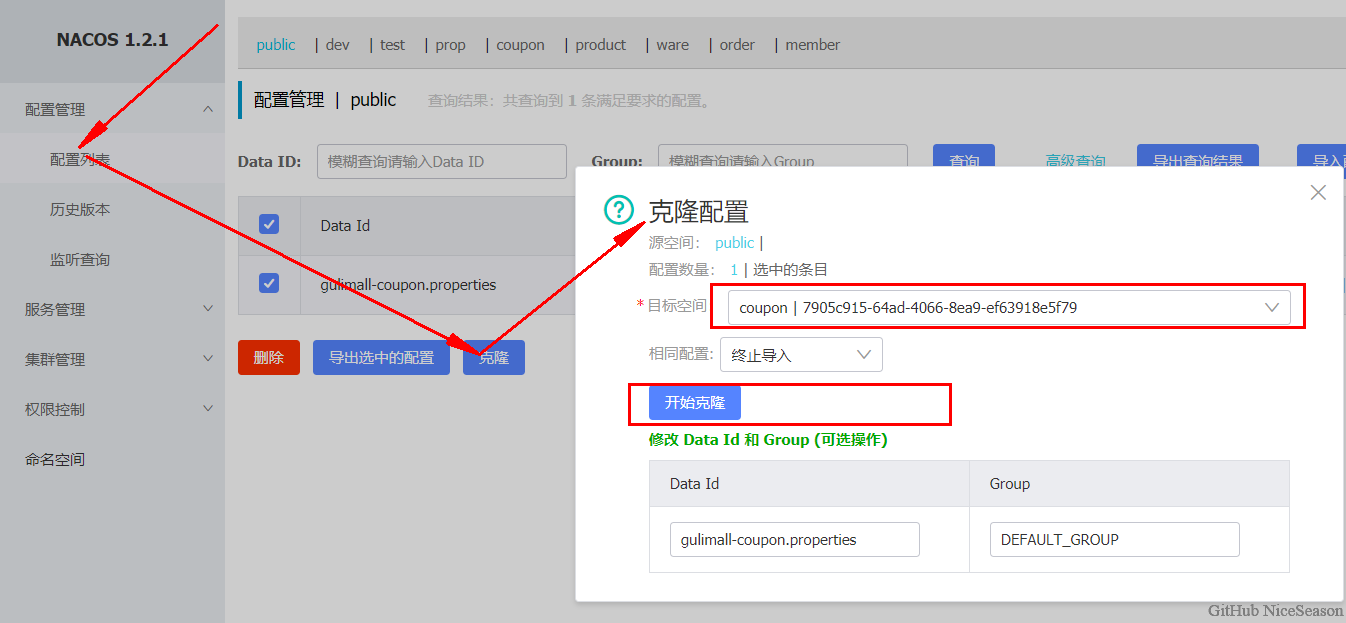 NACOS 1.2.1
配置管理
配置列表
历史版本
监听查询
服务管理
集群管理
权限控制
命名空间
public | dev | test | prop | coupon | product | ware | order | member
配置管理 | public 查询结果：共查询到 1 条满足要求的配置。
Data ID: 模糊查询请输入Data ID Group: 模糊查询请输入Group 查询 高级查询 导出查询结果 导入
Data Id
gulimall-coupon.properties
删除 导出选中的配置 克隆
克隆配置
源空间： public |
配置数量： 1 | 选中的条目
* 目标空间 coupon | 7905c915-64ad-4066-8ea9-ef63918e5f79
相同配置: 终止导入
开始克隆
修改 Data Id 和 Group (可选操作)
Data Id Group
gulimall-coupon.properties DEFAULT_GROUP
GitHub NiceSeason